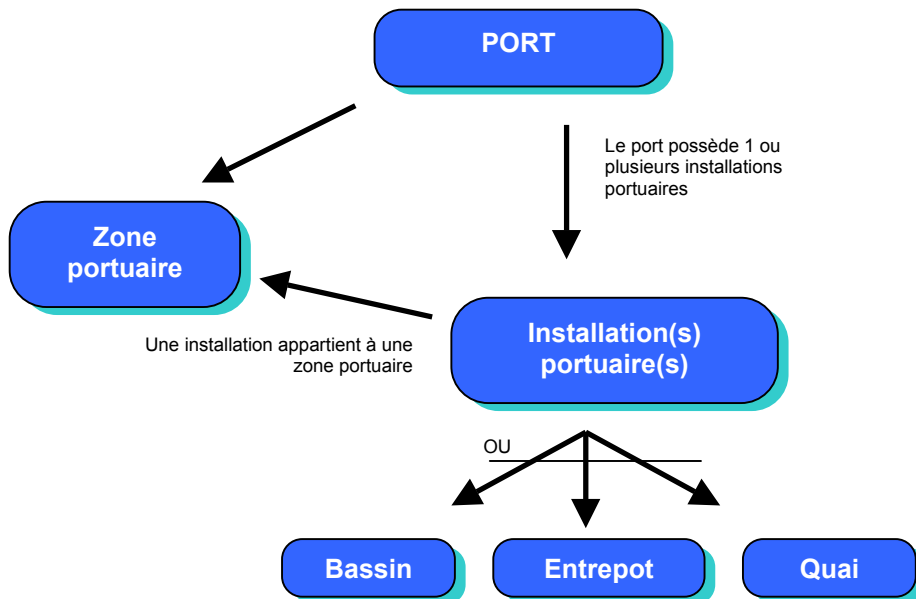 PORT
Le port possède 1 ou
plusieurs installations
portuaires
Zone
portuaire
Une installation appartient à une
zone portuaire
Installation(s)
portuaire(s)
OU
Bassin
Entrepot
Quai